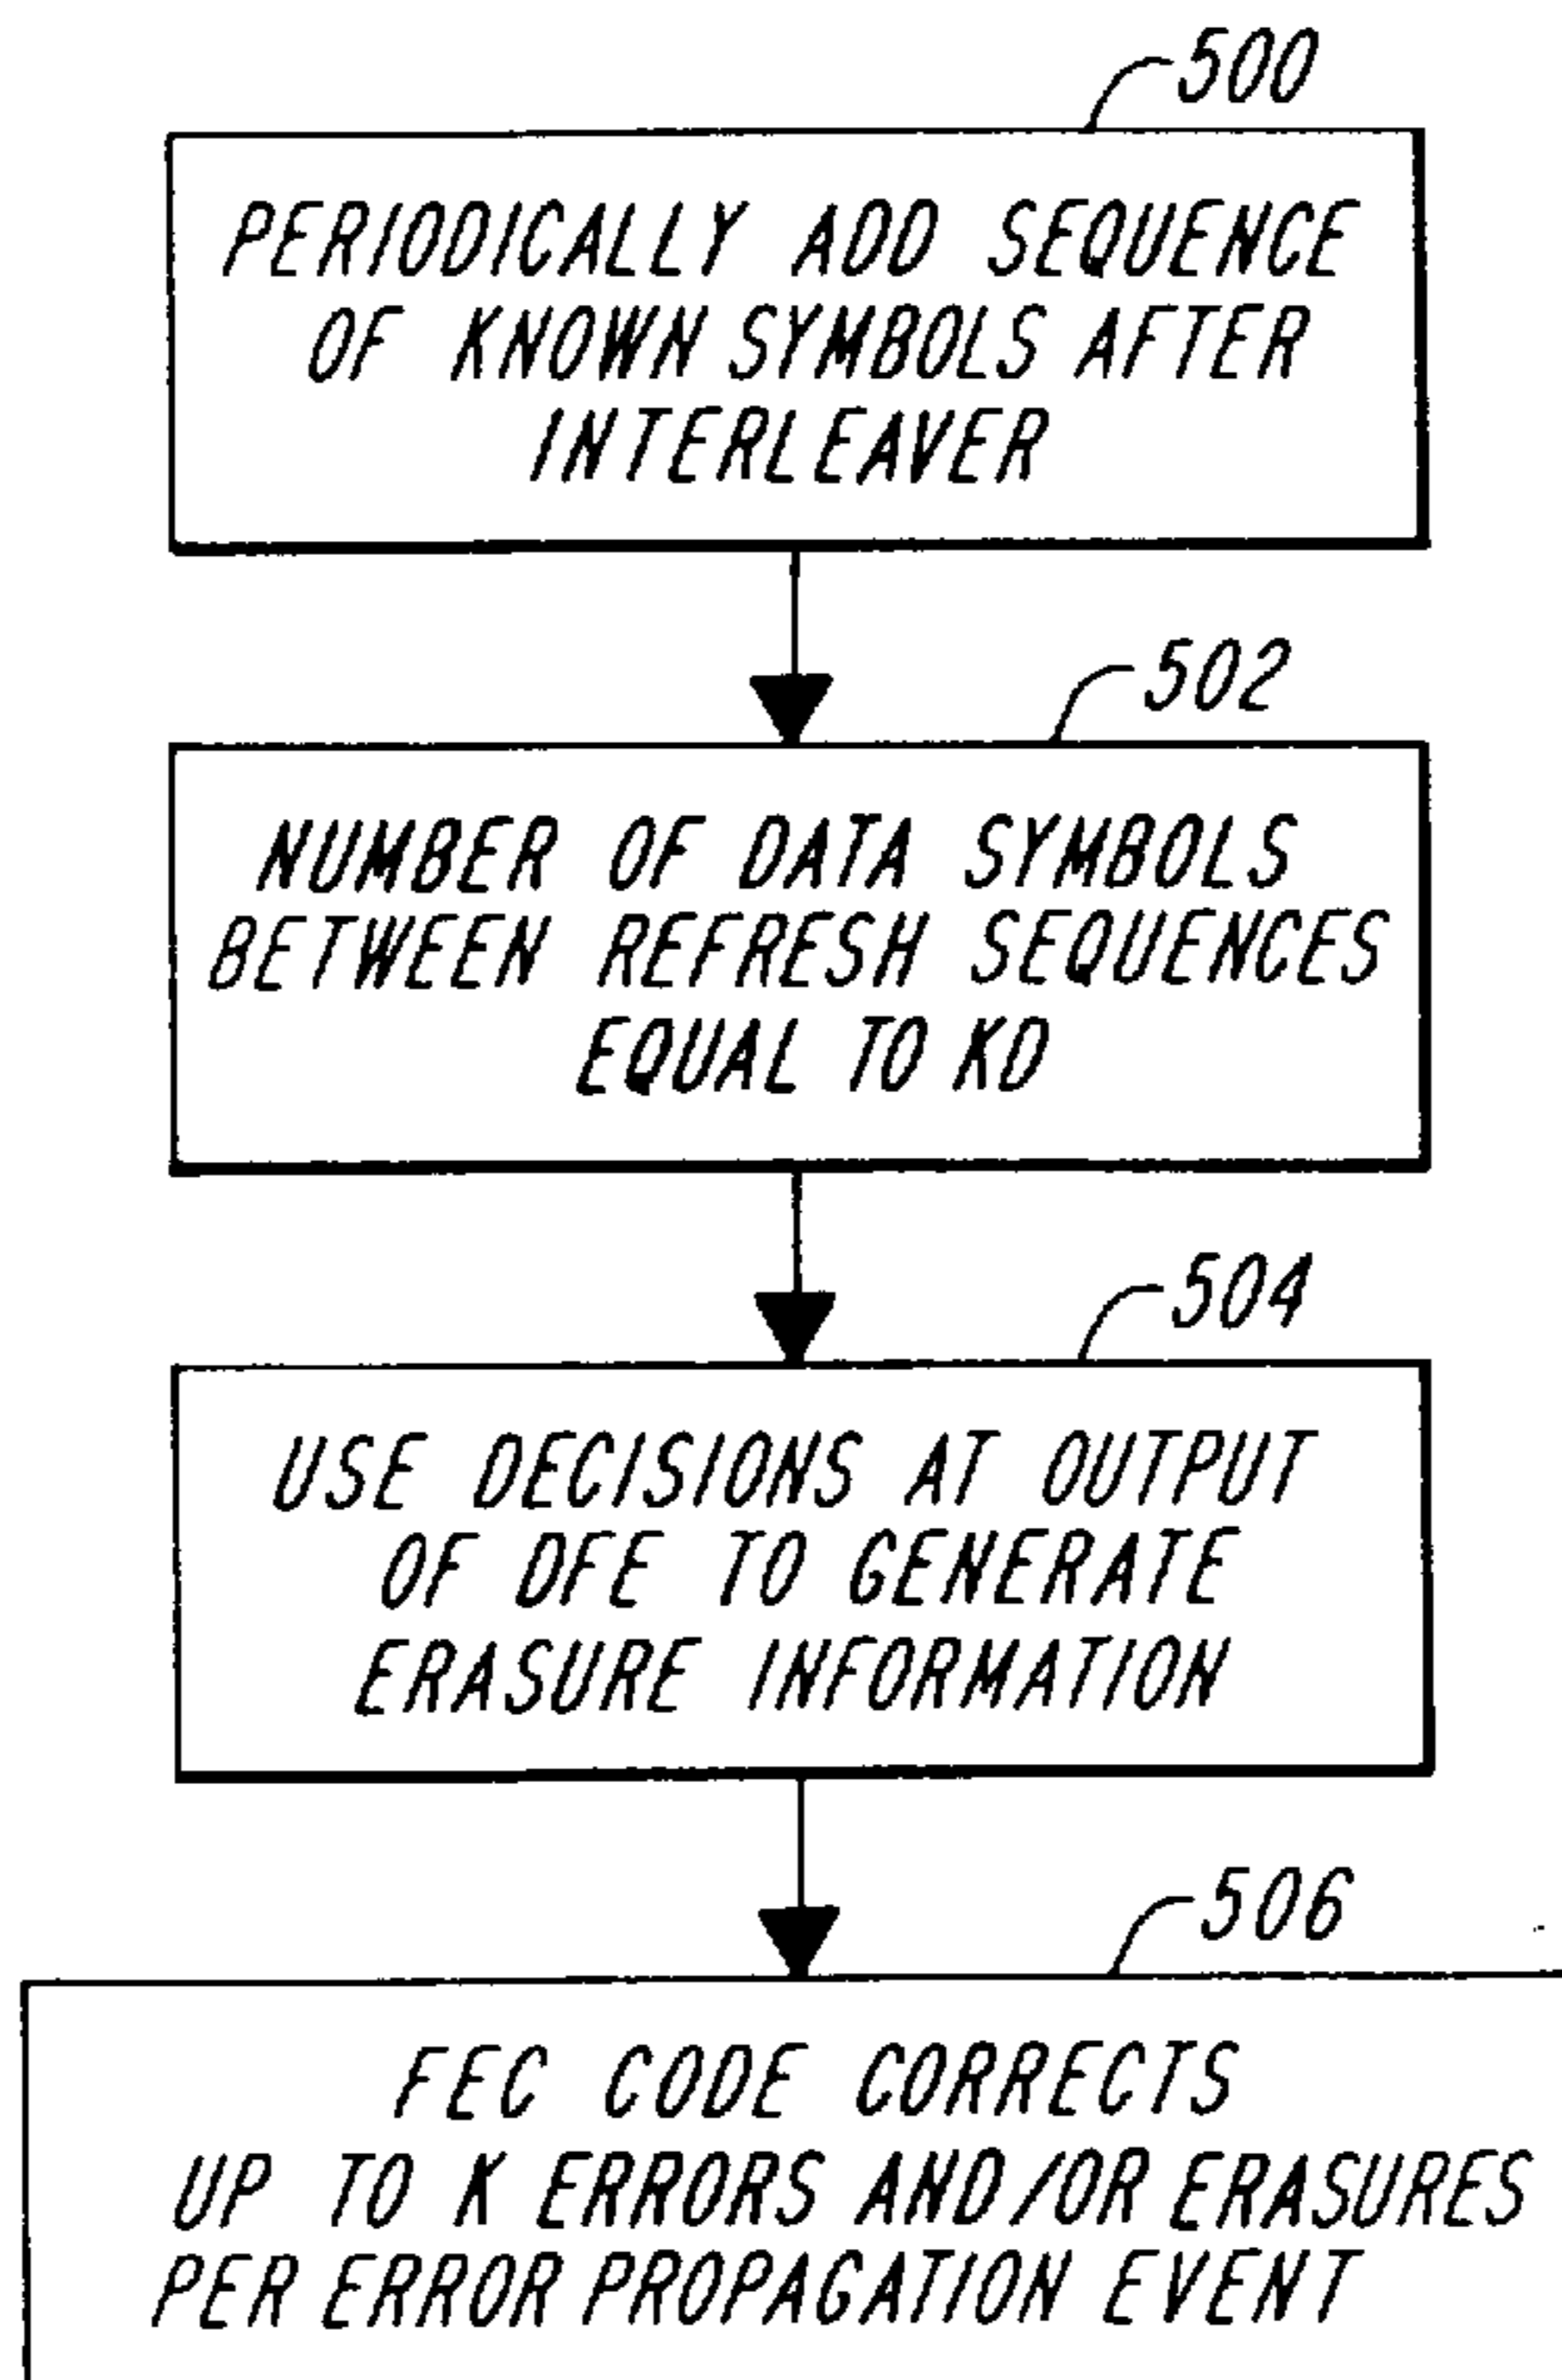 500
PERIODICALLY ADD SEQUENCE
OF KNOWN SYMBOLS AFTER
INTERLEAVER
502
NUMBER OF DATA SYMBOLS
BETWEEN REFRESH SEQUENCES
EQUAL TO KD
504
USE DECISIONS AT OUTPUT
OF DFE TO GENERATE
ERASURE INFORMATION
506
FEC CODE CORRECTS
UP TO K ERRORS AND/OR ERASURES
PER ERROR PROPAGATION EVENT